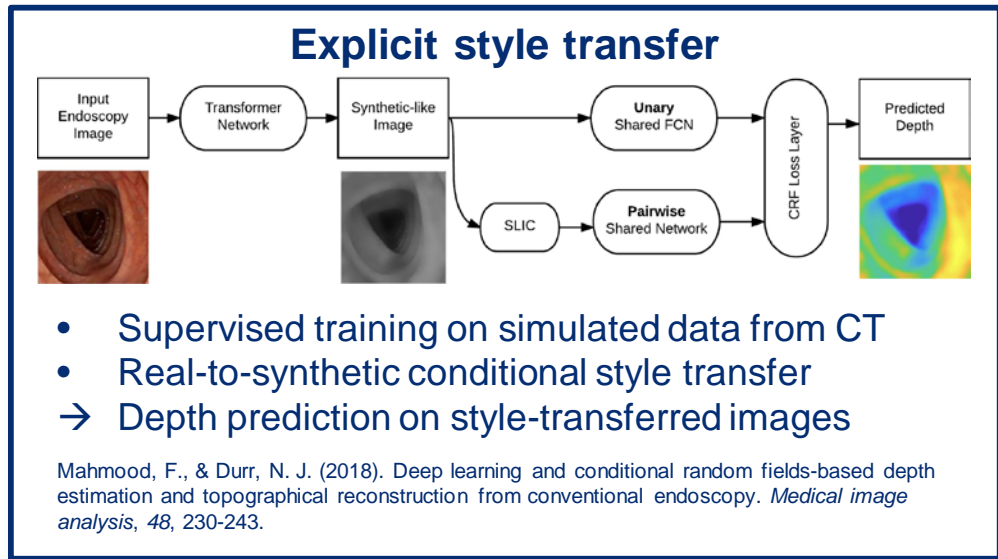 Explicit style transfer
Input
Endoscopy
Image
Transformer
Network
Synthetic-like
Image
Unary
Shared FCN
SLIC
Pairwise
Shared Network
CRF Loss Layer
Predicted
Depth
• Supervised training on simulated data from CT
• Real-to-synthetic conditional style transfer
→ Depth prediction on style-transferred images
Mahmood, F., & Durr, N. J. (2018). Deep learning and conditional random fields-based depth
estimation and topographical reconstruction from conventional endoscopy. Medical image
analysis, 48, 230-243.